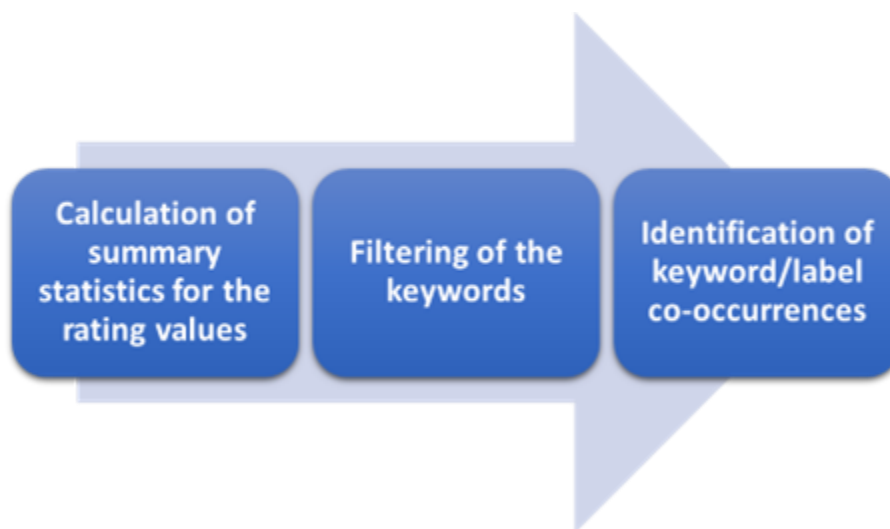 Calculation of
summary
statistics for the
rating values
Filtering of the
keywords
Identification of
keyword/label
co-occurrences